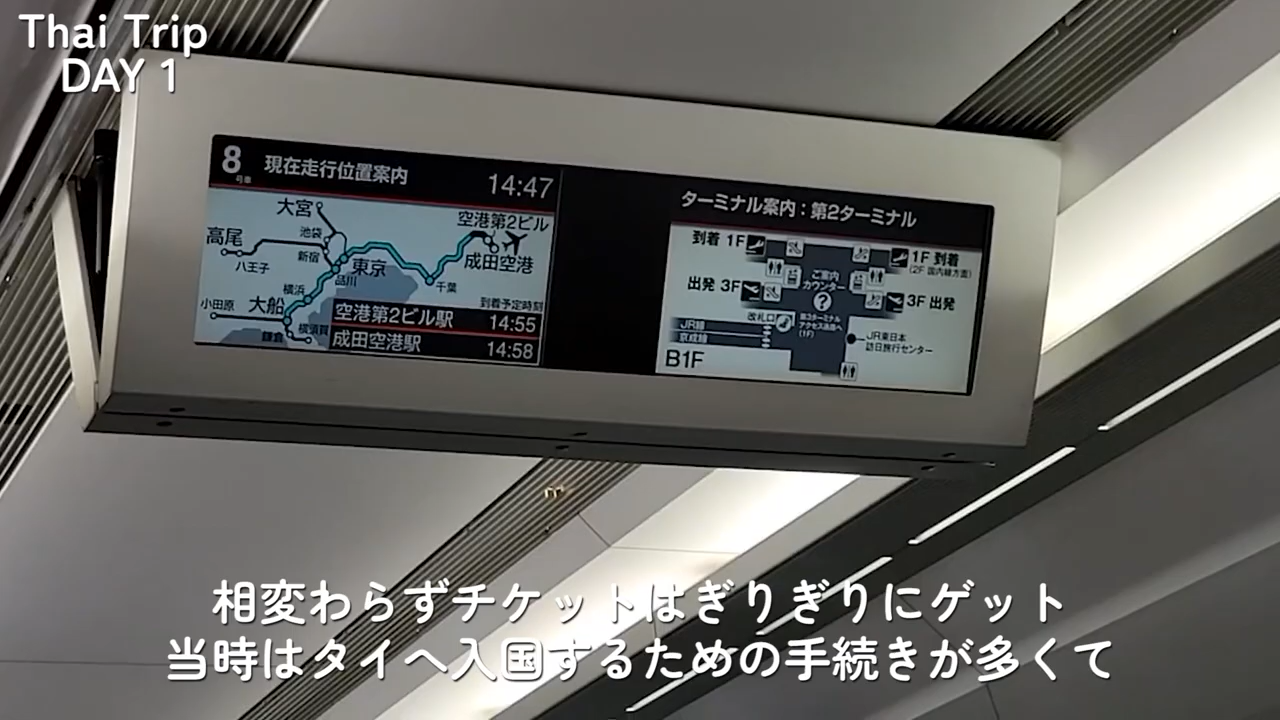 Thai Trip
DAY 1
8号車 現在走行位置案内 14:47
大宮
池袋
空港第2ビル
高尾
新宿
東京
成田空港
八王子
品川
千葉
横浜
小田原
大船
到着予定時刻
空港第2ビル駅 14:55
横須賀
鎌倉
成田空港駅 14:58
ターミナル案内:第2ターミナル
到着 1F
1F 到着
(2F 国内線方面)
ご案内
カウンター
出発 3F
3F 出発
改札口
第3ターミナル
アクセス通路へ
(1F)
JR線
京成線
JR東日本
訪日旅行センター
B1F
相変わらずチケットはぎりぎりにゲット
当時はタイへ入国するための手続きが多くて